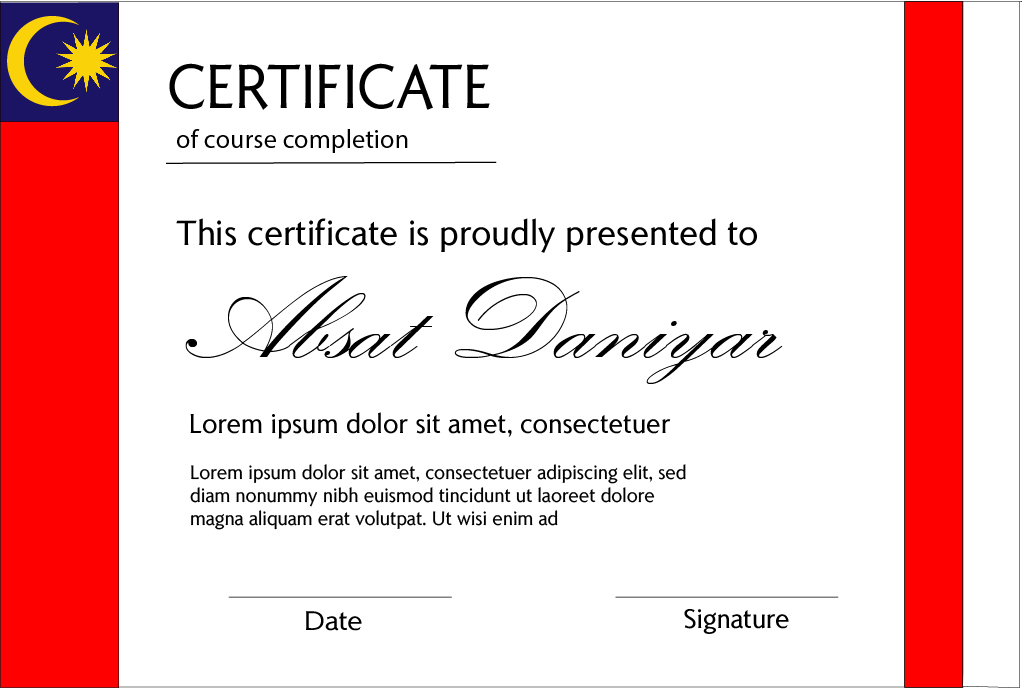 CERTIFICATE
of course completion
This certificate is proudly presented to
Absat Daniyar
Lorem ipsum dolor sit amet, consectetuer
Lorem ipsum dolor sit amet, consectetuer adipiscing elit, sed
diam nonummy nibh euismod tincidunt ut laoreet dolore
magna aliquam erat volutpat. Ut wisi enim ad
Date
Signature